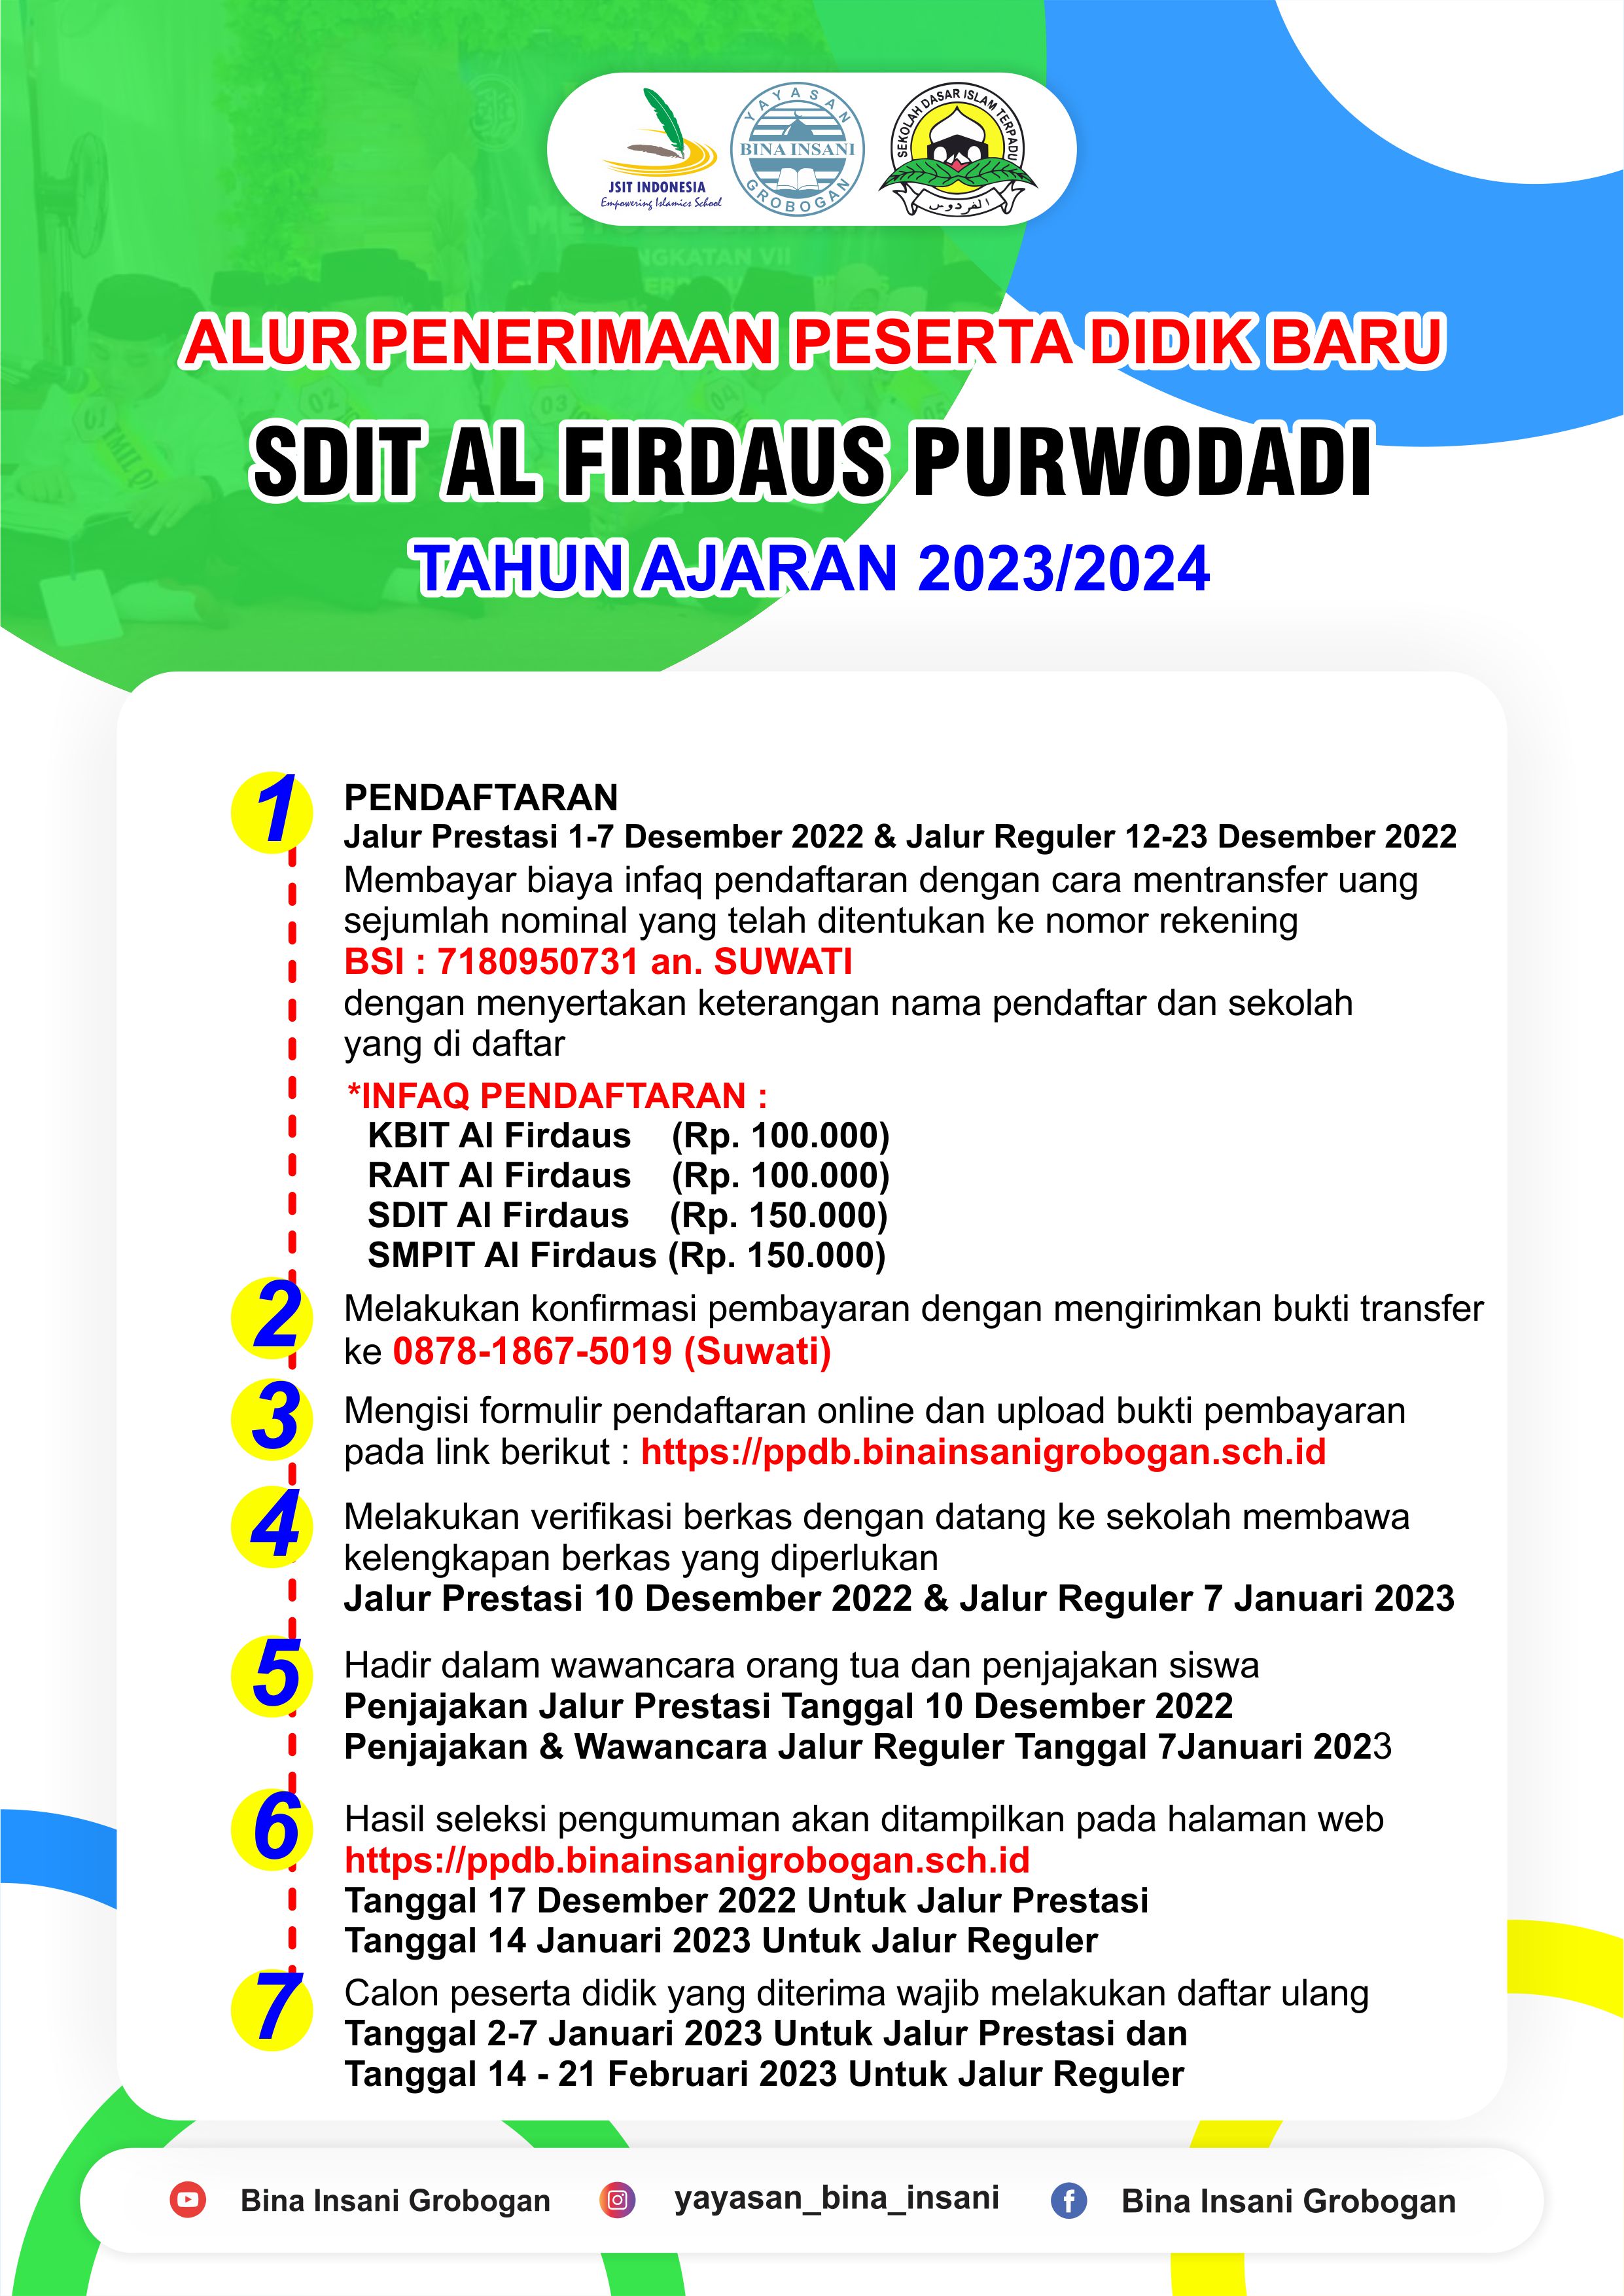 JSIT INDONESIA
Empowering Islamics School
YAYASAN
BINA INSANI
GROBOGAN
SEKOLAH DASAR ISLAM TERPADU
الفردوس
NGKATAN VII
ALUR PENERIMAAN PESERTA DIDIK BARU
SDIT AL FIRDAUS PURWODADI
TAHUN AJARAN 2023/2024
1
PENDAFTARAN
Jalur Prestasi 1-7 Desember 2022 & Jalur Reguler 12-23 Desember 2022
Membayar biaya infaq pendaftaran dengan cara mentransfer uang
sejumlah nominal yang telah ditentukan ke nomor rekening
BSI : 7180950731 an. SUWATI
dengan menyertakan keterangan nama pendaftar dan sekolah
yang di daftar
*INFAQ PENDAFTARAN :
KBIT Al Firdaus (Rp. 100.000)
RAIT Al Firdaus (Rp. 100.000)
SDIT Al Firdaus (Rp. 150.000)
SMPIT Al Firdaus (Rp. 150.000)
2
Melakukan konfirmasi pembayaran dengan mengirimkan bukti transfer
ke 0878-1867-5019 (Suwati)
3
Mengisi formulir pendaftaran online dan upload bukti pembayaran
pada link berikut : https://ppdb.binainsanigrobogan.sch.id
4
Melakukan verifikasi berkas dengan datang ke sekolah membawa
kelengkapan berkas yang diperlukan
Jalur Prestasi 10 Desember 2022 & Jalur Reguler 7 Januari 2023
5
Hadir dalam wawancara orang tua dan penjajakan siswa
Penjajakan Jalur Prestasi Tanggal 10 Desember 2022
Penjajakan & Wawancara Jalur Reguler Tanggal 7Januari 2023
6
Hasil seleksi pengumuman akan ditampilkan pada halaman web
https://ppdb.binainsanigrobogan.sch.id
Tanggal 17 Desember 2022 Untuk Jalur Prestasi
Tanggal 14 Januari 2023 Untuk Jalur Reguler
7
Calon peserta didik yang diterima wajib melakukan daftar ulang
Tanggal 2-7 Januari 2023 Untuk Jalur Prestasi dan
Tanggal 14 - 21 Februari 2023 Untuk Jalur Reguler
Bina Insani Grobogan
yayasan_bina_insani
Bina Insani Grobogan